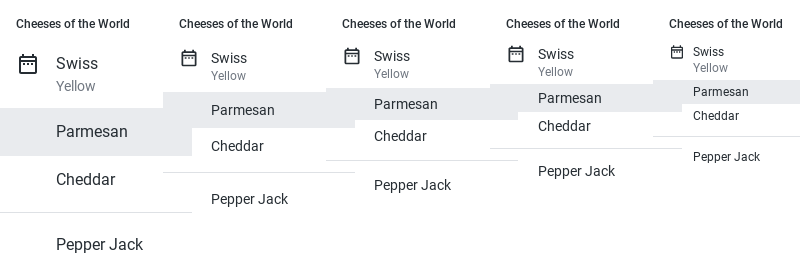 Cheeses of the World
Swiss
Yellow
Parmesan
Cheddar
Pepper Jack
Cheeses of the World
Swiss
Yellow
Parmesan
Cheddar
Pepper Jack
Cheeses of the World
Swiss
Yellow
Parmesan
Cheddar
Pepper Jack
Cheeses of the World
Swiss
Yellow
Parmesan
Cheddar
Pepper Jack
Cheeses of the World
Swiss
Yellow
Parmesan
Cheddar
Pepper Jack